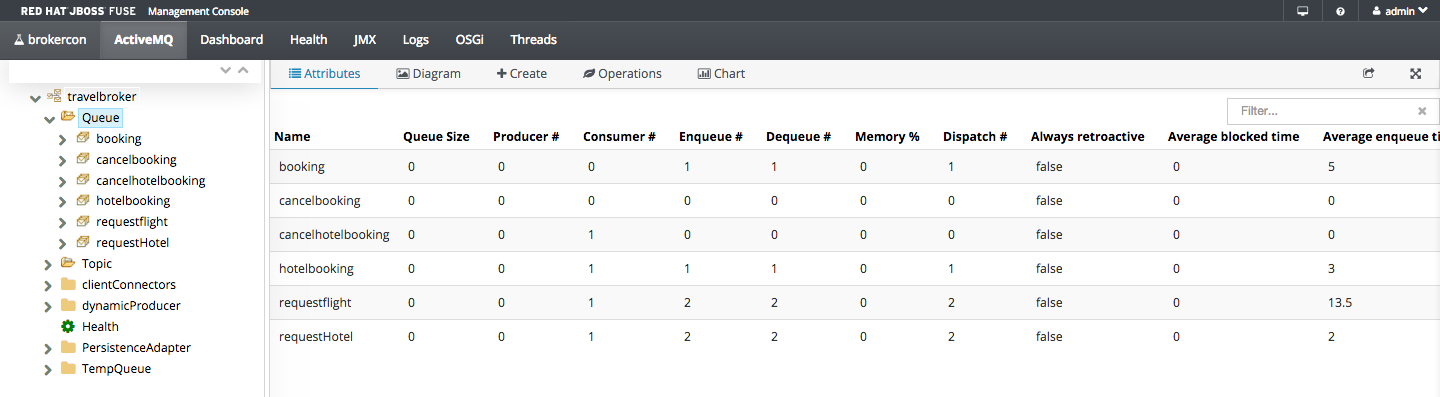 RED HAT JBOSS FUSE Management Console admin
brokercon ActiveMQ Dashboard Health JMX Logs OSGi Threads
Attributes Diagram Create Operations Chart
travelbroker
Queue
booking
cancelbooking
cancelhotelbooking
hotelbooking
requestflight
requestHotel
Topic
clientConnectors
dynamicProducer
Health
PersistenceAdapter
TempQueue
Filter...
Name Queue Size Producer # Consumer # Enqueue # Dequeue # Memory % Dispatch # Always retroactive Average blocked time Average enqueue ti
booking 0 0 0 1 1 0 1 false 0 5
cancelbooking 0 0 0 0 0 0 0 false 0 0
cancelhotelbooking 0 0 1 0 0 0 0 false 0 0
hotelbooking 0 0 1 1 1 0 1 false 0 3
requestflight 0 0 1 2 2 0 2 false 0 13.5
requestHotel 0 0 1 2 2 0 2 false 0 2